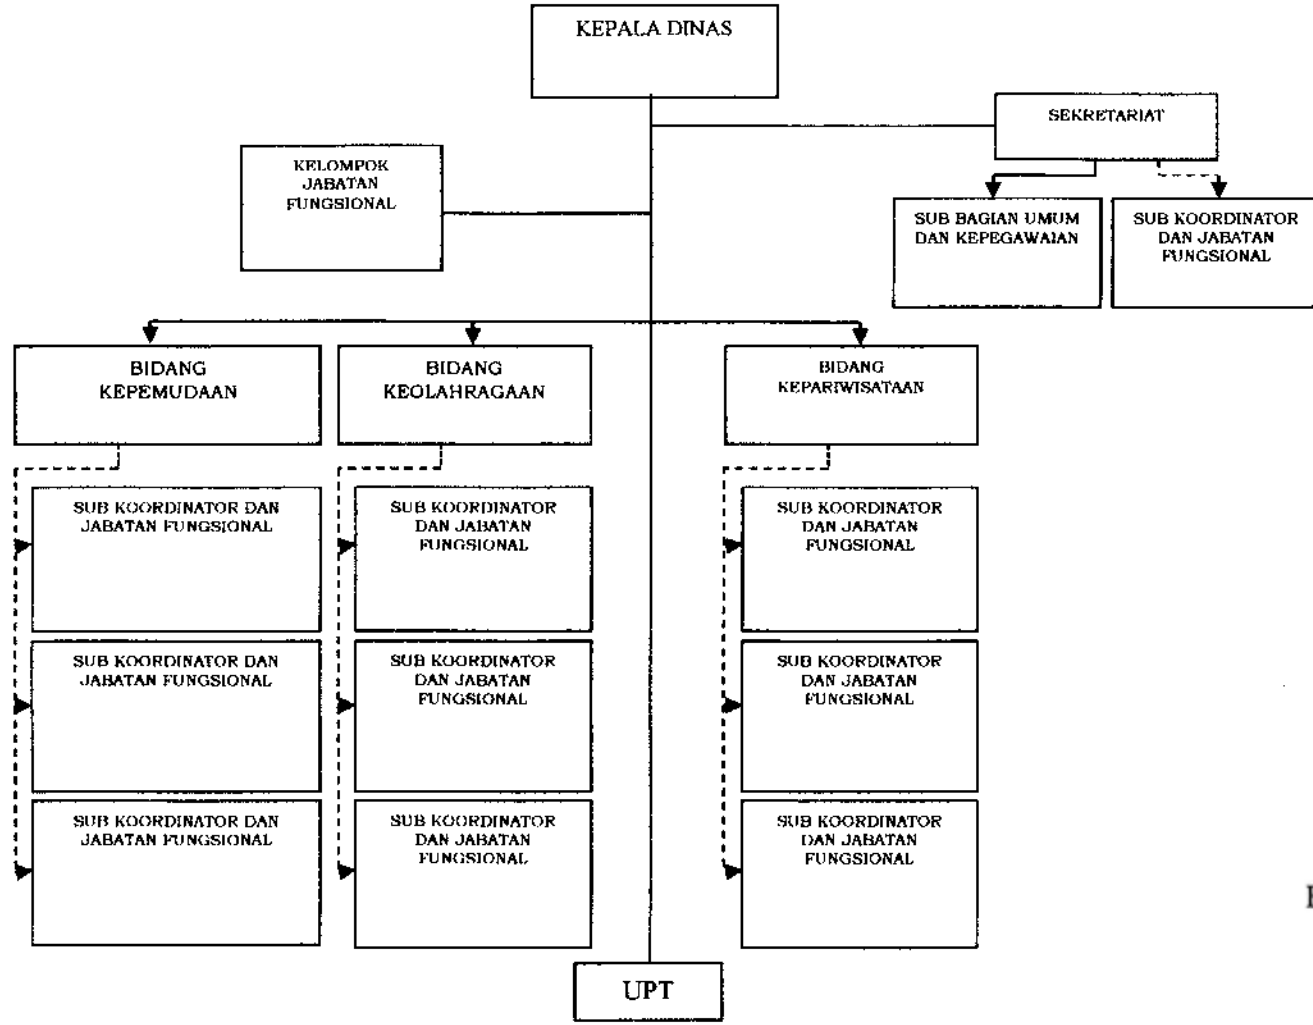 KEPALA DINAS
SEKRETARIAT
KELOMPOK
JABATAN
FUNGSIONAL
SUB BAGIAN UMUM
DAN KEPEGAWAIAN
SUB KOORDINATOR
DAN JABATAN
FUNGSIONAL
BIDANG
KEPEMUDAAN
BIDANG
KEOLAHRAGAAN
BIDANG
KEPARIWISATAAN
SUB KOORDINATOR DAN
JABATAN FUNGSIONAL
SUB KOORDINATOR
DAN JABATAN
FUNGSIONAL
SUB KOORDINATOR
DAN JABATAN
FUNGSIONAL
SUB KOORDINATOR DAN
JABATAN FUNGSIONAL
SUB KOORDINATOR
DAN JABATAN
FUNGSIONAL
SUB KOORDINATOR
DAN JABATAN
FUNGSIONAL
SUB KOORDINATOR DAN
JABATAN FUNGSIONAL
SUB KOORDINATOR
DAN JABATAN
FUNGSIONAL
SUB KOORDINATOR
DAN JABATAN
FUNGSIONAL
UPT